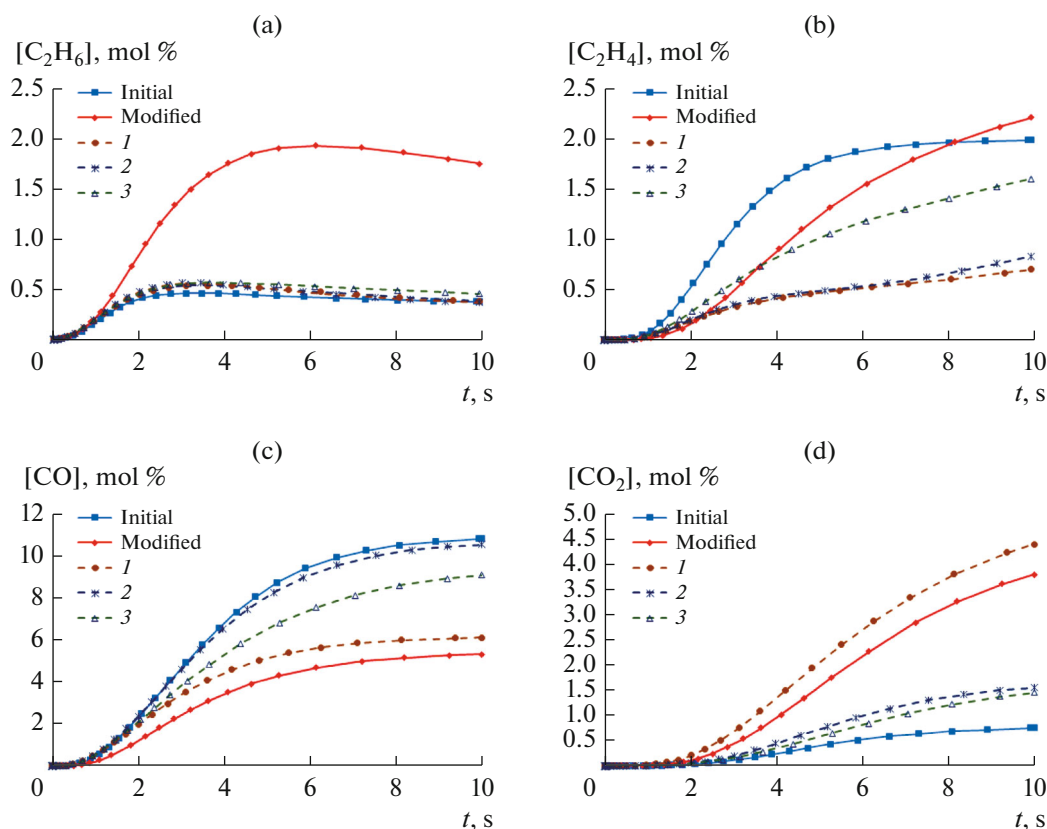 (a)
[C₂H₆], mol %
2.5
2.0
1.5
1.0
0.5
Initial
Modified
1
2
3
0 2 4 6 8 10
t, s
(b)
[C₂H₄], mol %
2.5
2.0
1.5
1.0
0.5
Initial
Modified
1
2
3
0 2 4 6 8 10
t, s
(c)
[CO], mol %
12
10
8
6
4
2
Initial
Modified
1
2
3
0 2 4 6 8 10
t, s
(d)
[CO₂], mol %
5.0
4.5
4.0
3.5
3.0
2.5
2.0
1.5
1.0
0.5
Initial
Modified
1
2
3
0 2 4 6 8 10
t, s